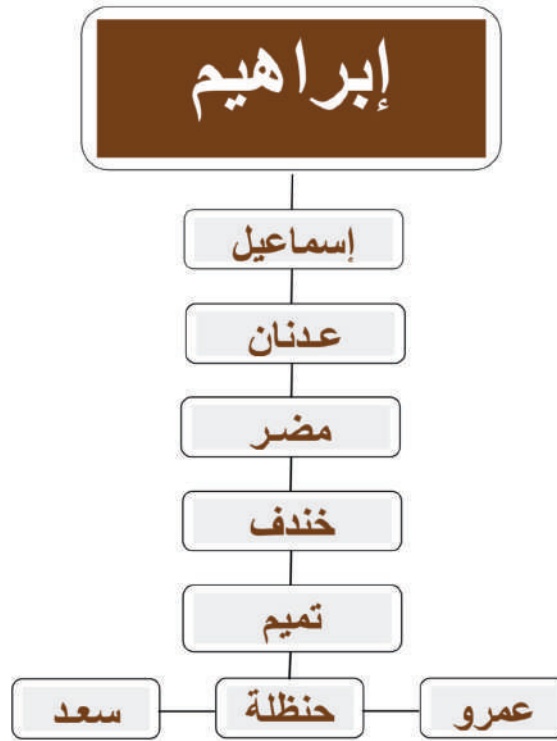 إبراهيم
إسماعيل
عدنان
مضر
خندف
تميم
عمرو
حنظلة
سعد